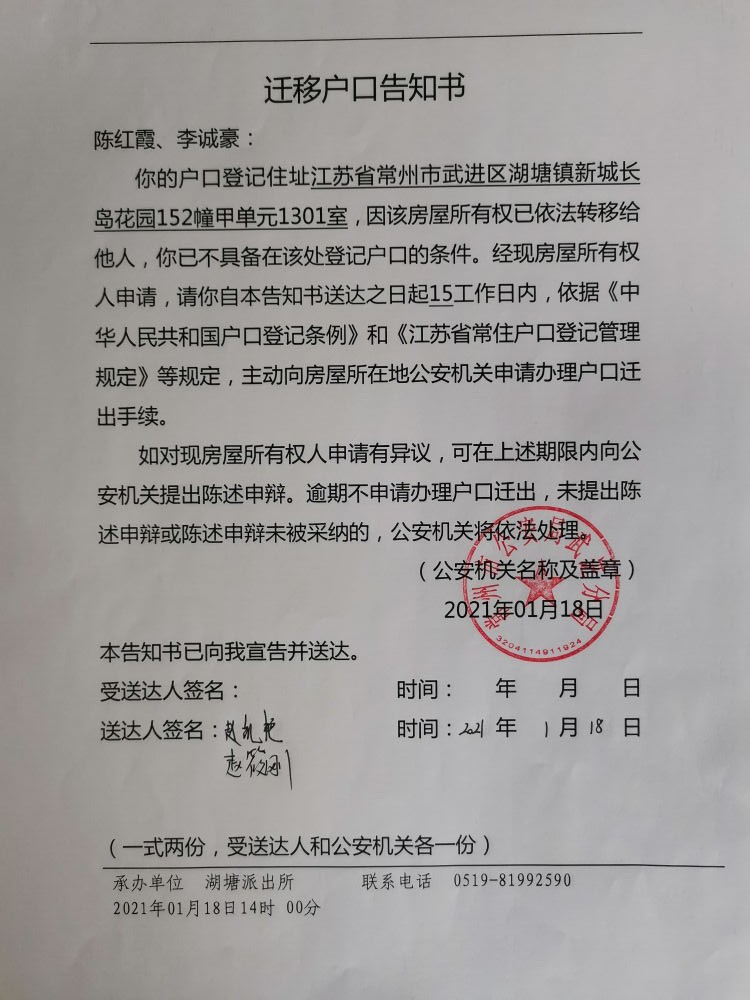 迁移户口告知书
陈红霞、李诚豪：
你的户口登记住址江苏省常州市武进区湖塘镇新城长
岛花园152幢甲单元1301室，因该房屋所有权已依法转移给
他人，你已不具备在该处登记户口的条件。经现房屋所有权
人申请，请你自本告知书送达之日起15工作日内，依据《中
华人民共和国户口登记条例》和《江苏省常住户口登记管理
规定》等规定，主动向房屋所在地公安机关申请办理户口迁
出手续。
如对现房屋所有权人申请有异议，可在上述期限内向公
安机关提出陈述申辩。逾期不申请办理户口迁出，未提出陈
述申辩或陈述申辩未被采纳的，公安机关将依法处理。
（公安机关名称及盖章）
2021年01月18日
常州市公安局武进分局
3204114911924
本告知书已向我宣告并送达。
受送达人签名： 时间： 年 月 日
送达人签名： 时间：2021年 1月18 日
（一式两份，受送达人和公安机关各一份）
承办单位 湖塘派出所 联系电话 0519-81992590
2021年01月18日14时 00分